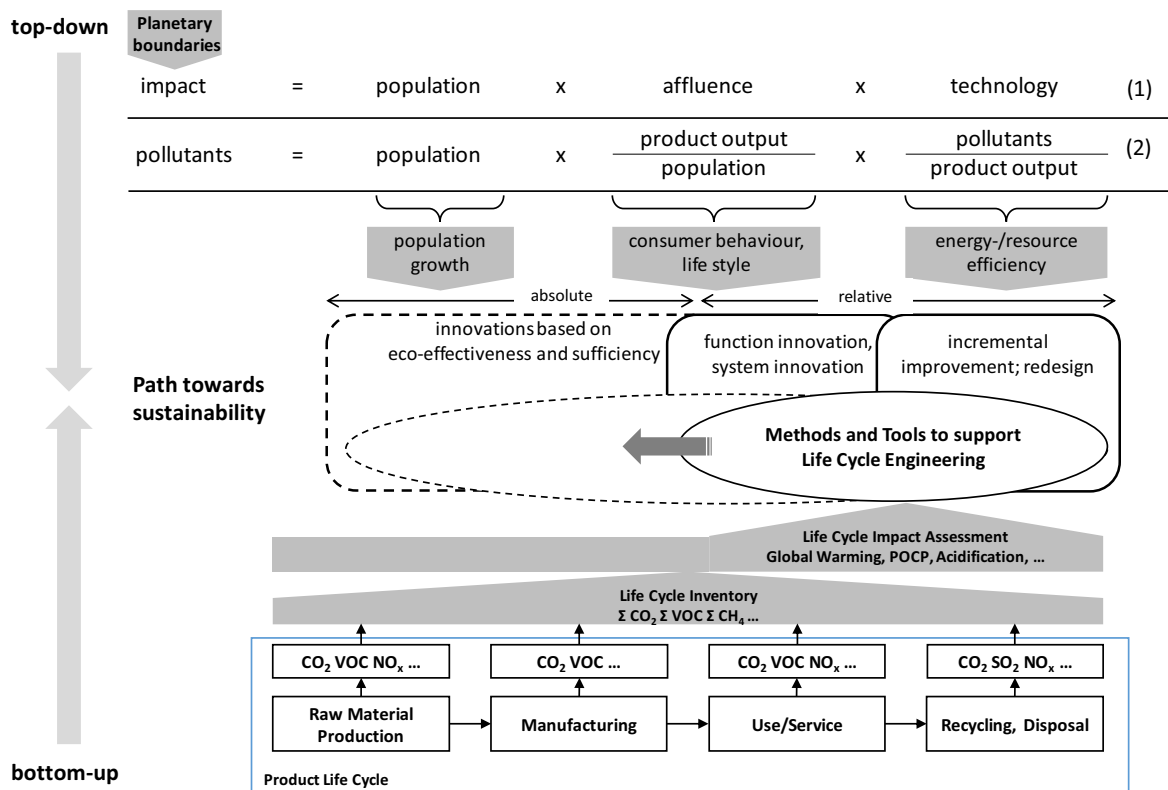 top-down
Planetary
boundaries
impact = population x affluence x technology (1)
pollutants = population x product output / population x pollutants / product output (2)
population
growth
consumer behaviour,
life style
energy-/resource
efficiency
absolute
relative
innovations based on
eco-effectiveness and sufficiency
function innovation,
system innovation
incremental
improvement; redesign
Path towards
sustainability
Methods and Tools to support
Life Cycle Engineering
Life Cycle Impact Assessment
Global Warming, POCP, Acidification, ...
Life Cycle Inventory
Σ CO₂ Σ VOC Σ CH₄ ...
CO₂ VOC NOₓ ...
CO₂ VOC ...
CO₂ VOC NOₓ ...
CO₂ SO₂ NOₓ ...
Raw Material
Production
Manufacturing
Use/Service
Recycling, Disposal
bottom-up
Product Life Cycle